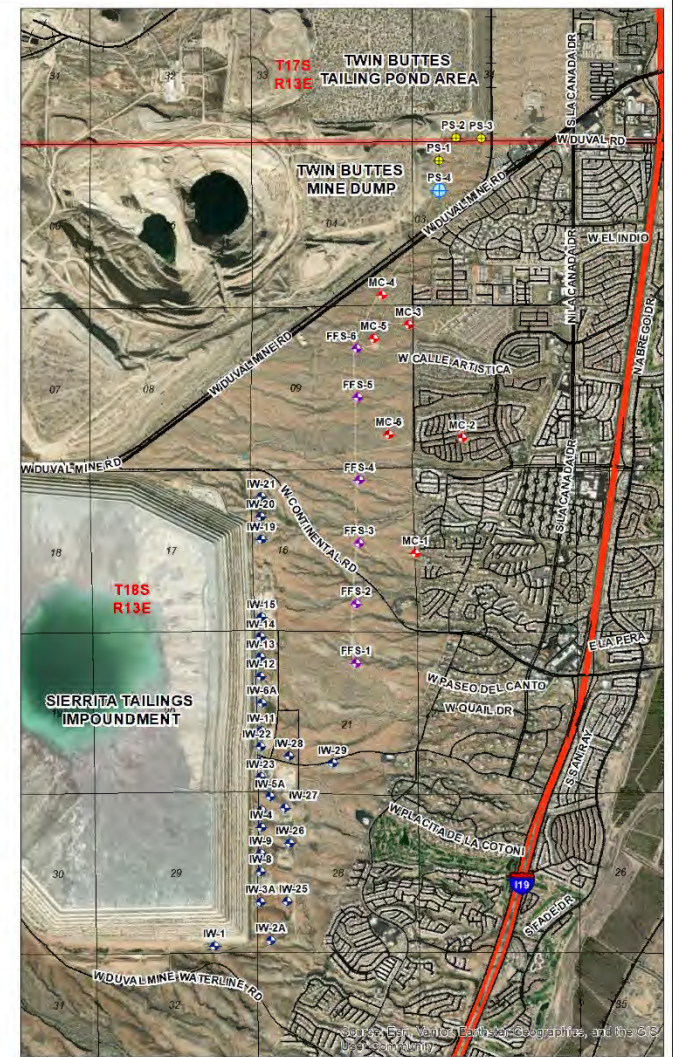 TWIN BUTTES
TAILING POND AREA
T17S
R13E
31
32
33
34
S LA CANADA DR
PS-2
PS-3
W DUVAL RD
PS-1
TWIN BUTTES
MINE DUMP
PS-4
04
03
W DUVAL MINE RD
W EL INDIO
N LA CANADA DR
N ABREGO DR
MC-4
MC-3
MC-5
FFS-6
W DUVAL MINE RD
W CALLE ARTISTICA
07
08
09
FFS-5
MC-6
MC-2
W DUVAL MINE RD
FFS-4
IW-21
IW-20
IW-19
W CONTINENTAL RD
S LA CANADA DR
18
17
16
FFS-3
MC-1
T18S
R13E
FFS-2
IW-15
IW-14
IW-13
IW-12
E LA PERA
FFS-1
W PASEO DEL CANTO
IW-6A
SIERRITA TAILINGS
IMPOUNDMENT
W QUAIL DR
IW-11
21
IW-22
IW-28
IW-29
S SAN RAY
IW-23
IW-5A
IW-27
IW-4
W PLACITA DE LA COTONI
IW-26
IW-9
IW-8
30
29
28
26
I19
IW-3A
IW-25
S FADE DR
IW-1
IW-2A
W DUVAL MINE WATERLINE RD
31
32
35
Source: Esri, Maxar, Earthstar Geographics, and the GIS
User Community